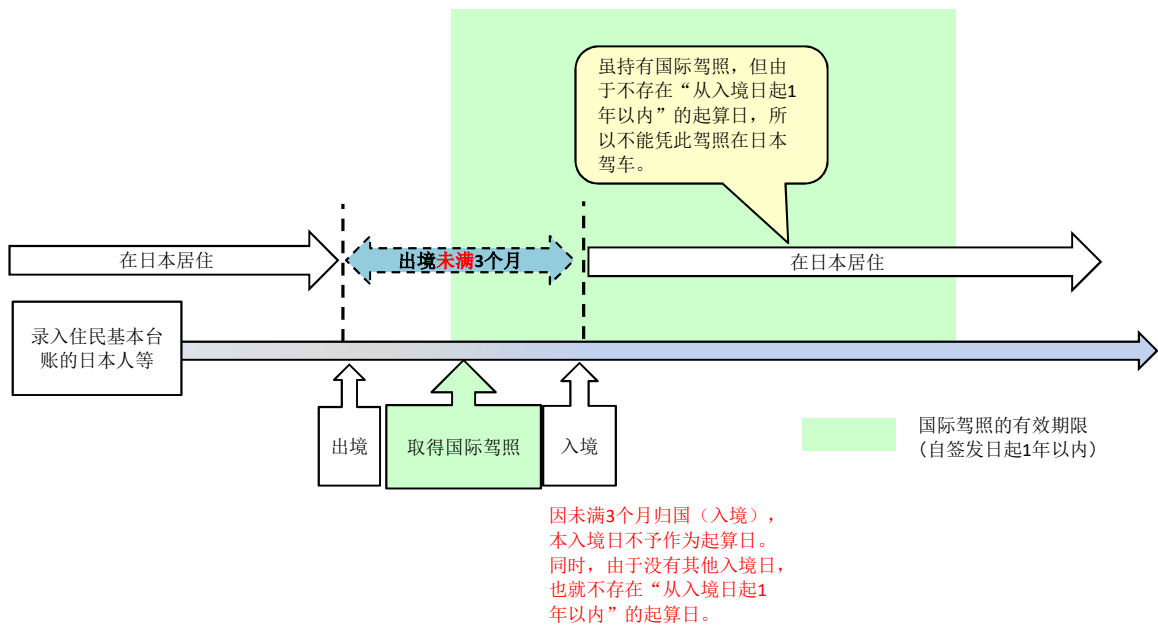 虽持有国际驾照，但由
于不存在“从入境日起1
年以内”的起算日，所
以不能凭此驾照在日本
驾车。
在日本居住
出境未满3个月
在日本居住
录入住民基本台
账的日本人等
出境
取得国际驾照
入境
国际驾照的有效期限
（自签发日起1年以内）
因未满3个月归国（入境），
本入境日不予作为起算日。
同时，由于没有其他入境日，
也就不存在“从入境日起1
年以内”的起算日。